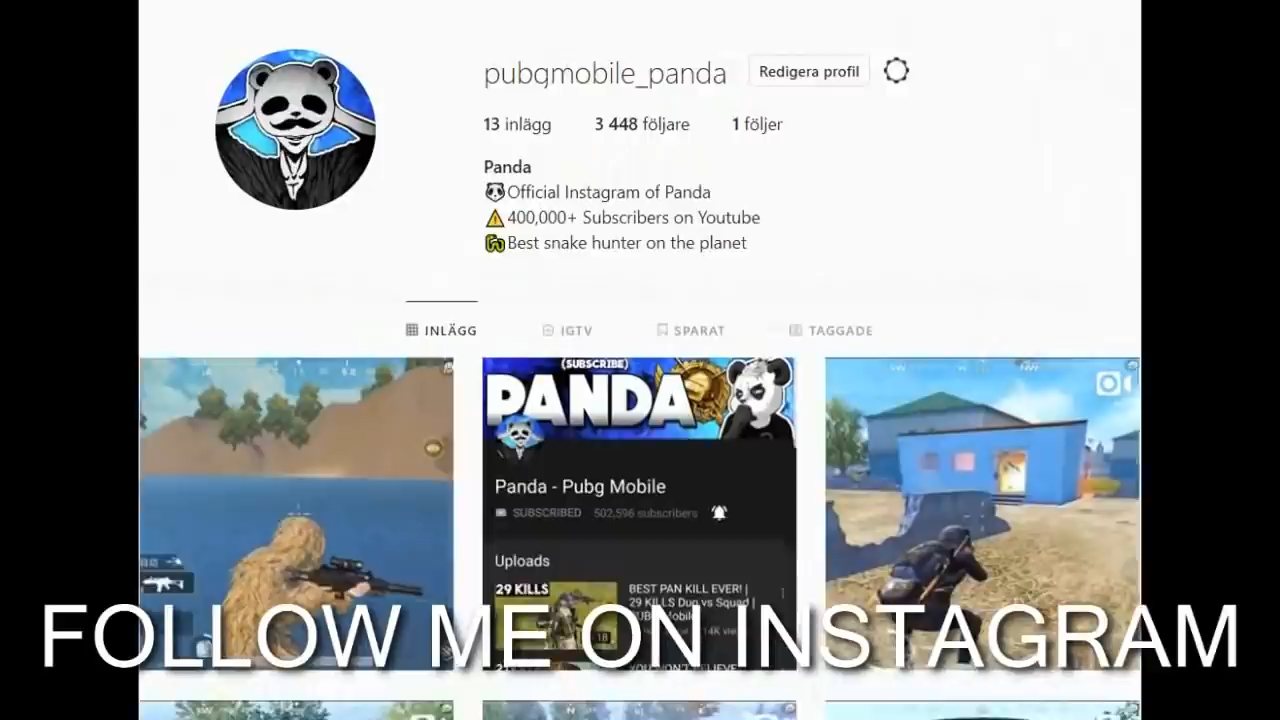 pubgmobile_panda Redigera profil
13 inlägg 3 448 följare 1 följer
Panda
Official Instagram of Panda
400,000+ Subscribers on Youtube
Best snake hunter on the planet
INLÄGG IGTV SPARAT TAGGADE
(SUBSCRIBE)
PANDA
Panda - Pubg Mobile
SUBSCRIBED 502,596 subscribers
Uploads
29 KILLS
BEST PAN KILL EVER! |
29 KILLS Duo vs Squad |
18
FOLLOW ME ON INSTAGRAM